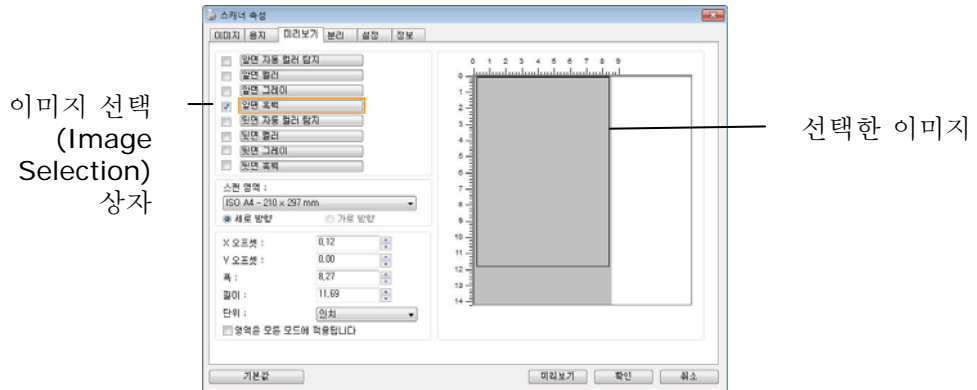 스캐너 속성
이미지 용지 미리보기 분리 설정 정보
앞면 자동 컬러 탐지
앞면 컬러
앞면 그레이
앞면 흑백
뒷면 자동 컬러 탐지
뒷면 컬러
뒷면 그레이
뒷면 흑백
이미지 선택
(Image
Selection)
상자
스캔 영역 :
ISO A4 - 210 x 297 mm
세로 방향 가로 방향
X 오프셋 : 0,12
Y 오프셋 : 0,00
폭 : 8,27
길이 : 11,69
단위 : 인치
영역은 모든 모드에 적용됩니다
0 1 2 3 4 5 6 7 8 9
0
1
2
3
4
5
6
7
8
9
10
11
12
13
14
선택한 이미지
기본값 미리보기 확인 취소